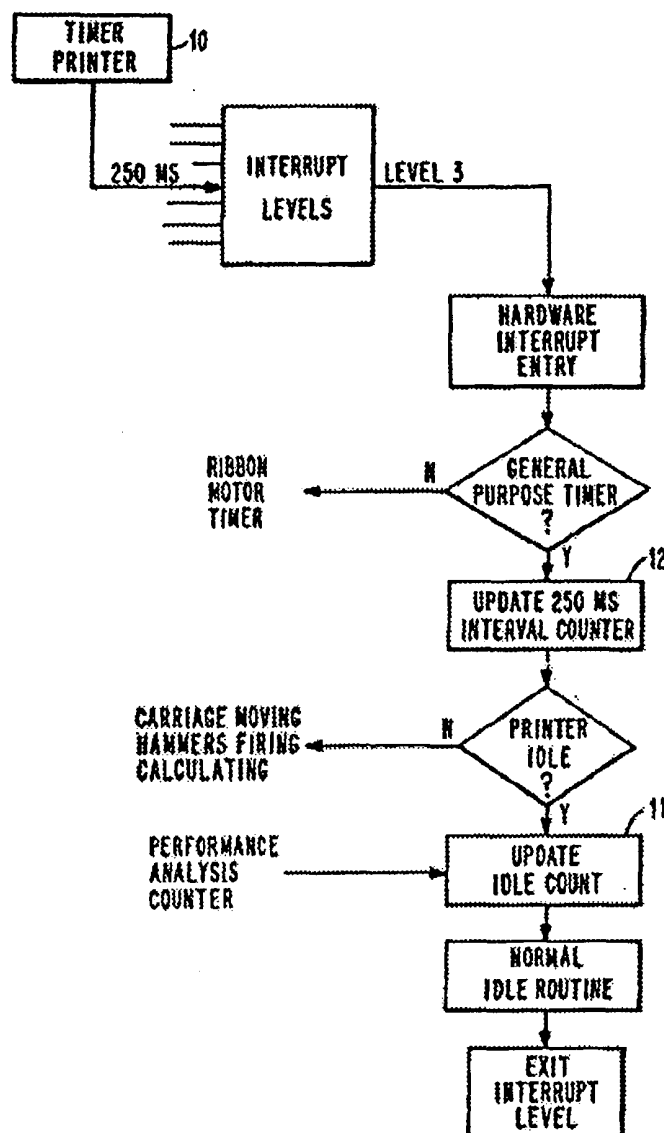 TIMER
PRINTER
10
250 MS
INTERRUPT
LEVELS
LEVEL 3
HARDWARE
INTERRUPT
ENTRY
GENERAL
PURPOSE TIMER
?
N
RIBBON
MOTOR
TIMER
Y
12
UPDATE 250 MS
INTERVAL COUNTER
PRINTER
IDLE
?
N
CARRIAGE MOVING
HAMMERS FIRING
CALCULATING
Y
11
PERFORMANCE
ANALYSIS
COUNTER
UPDATE
IDLE COUNT
NORMAL
IDLE ROUTINE
EXIT
INTERRUPT
LEVEL